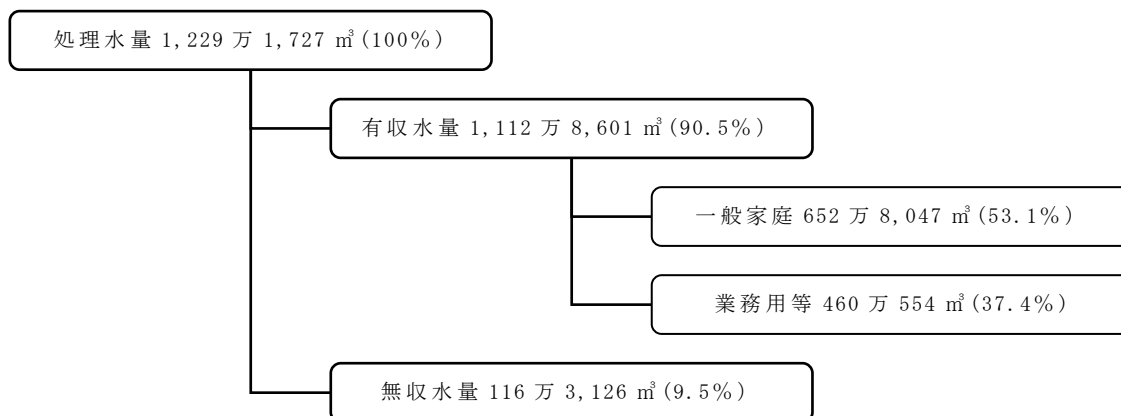 処理水量 1,229 万 1,727 ㎥(100%)
有収水量 1,112 万 8,601 ㎥(90.5%)
一般家庭 652 万 8,047 ㎥(53.1%)
業務用等 460 万 554 ㎥(37.4%)
無収水量 116 万 3,126 ㎥(9.5%)